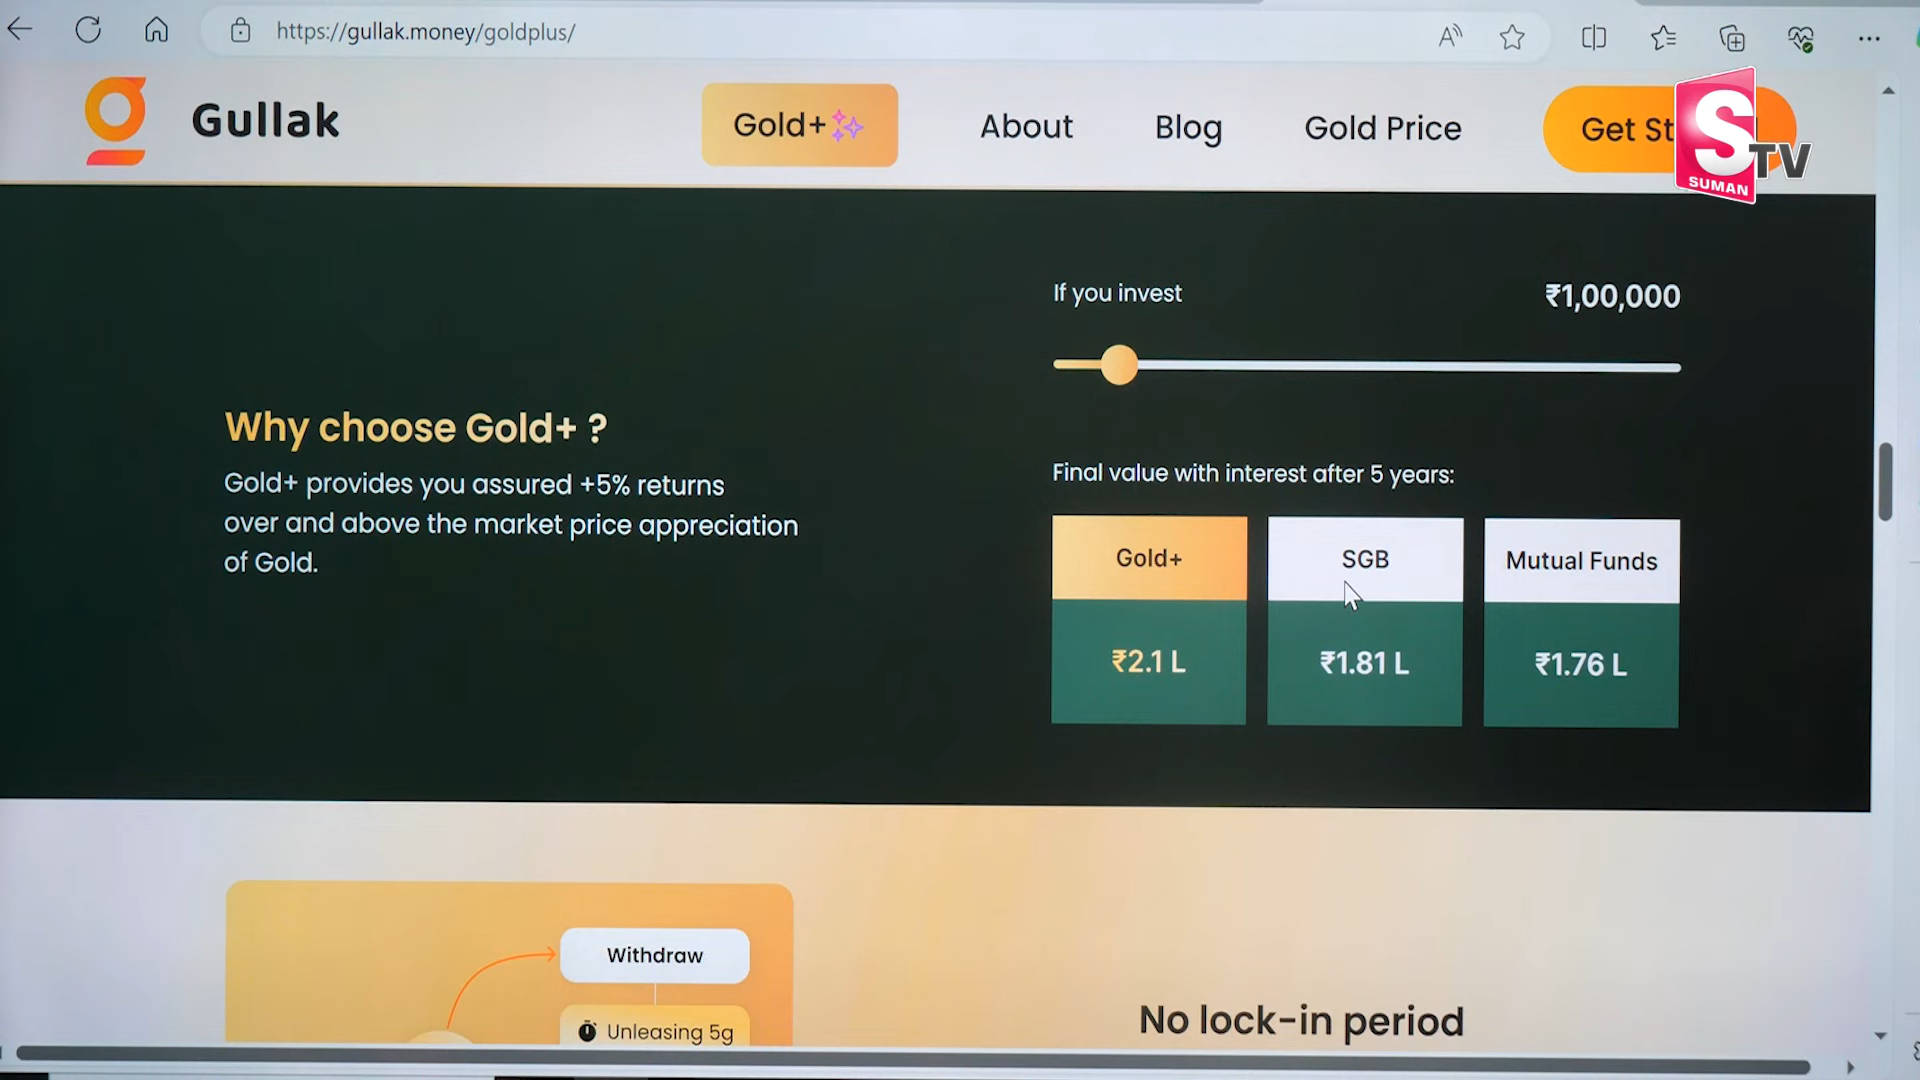 https://gullak.money/goldplus/
Gullak
Gold+
About
Blog
Gold Price
Get St
S TV
SUMAN
If you invest
₹1,00,000
Why choose Gold+ ?
Gold+ provides you assured +5% returns
over and above the market price appreciation
of Gold.
Final value with interest after 5 years:
Gold+
SGB
Mutual Funds
₹2.1 L
₹1.81 L
₹1.76 L
Withdraw
Unleasing 5g
No lock-in period